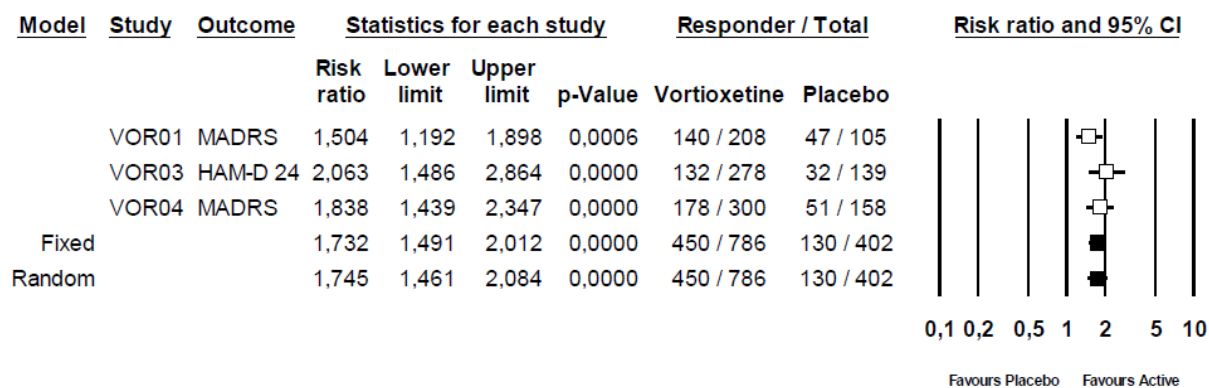 Model Study Outcome Statistics for each study Responder / Total Risk ratio and 95% CI
Risk Lower Upper
ratio limit limit p-Value Vortioxetine Placebo
VOR01 MADRS 1,504 1,192 1,898 0,0006 140 / 208 47 / 105
VOR03 HAM-D 24 2,063 1,486 2,864 0,0000 132 / 278 32 / 139
VOR04 MADRS 1,838 1,439 2,347 0,0000 178 / 300 51 / 158
Fixed 1,732 1,491 2,012 0,0000 450 / 786 130 / 402
Random 1,745 1,461 2,084 0,0000 450 / 786 130 / 402
0,1 0,2 0,5 1 2 5 10
Favours Placebo Favours Active